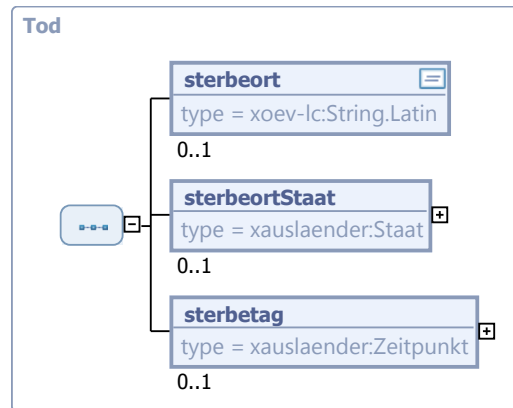 Tod
sterbeort
type = xoev-lc:String.Latin
0..1
sterbeortStaat
type = xauslaender:Staat
0..1
sterbetag
type = xauslaender:Zeitpunkt
0..1